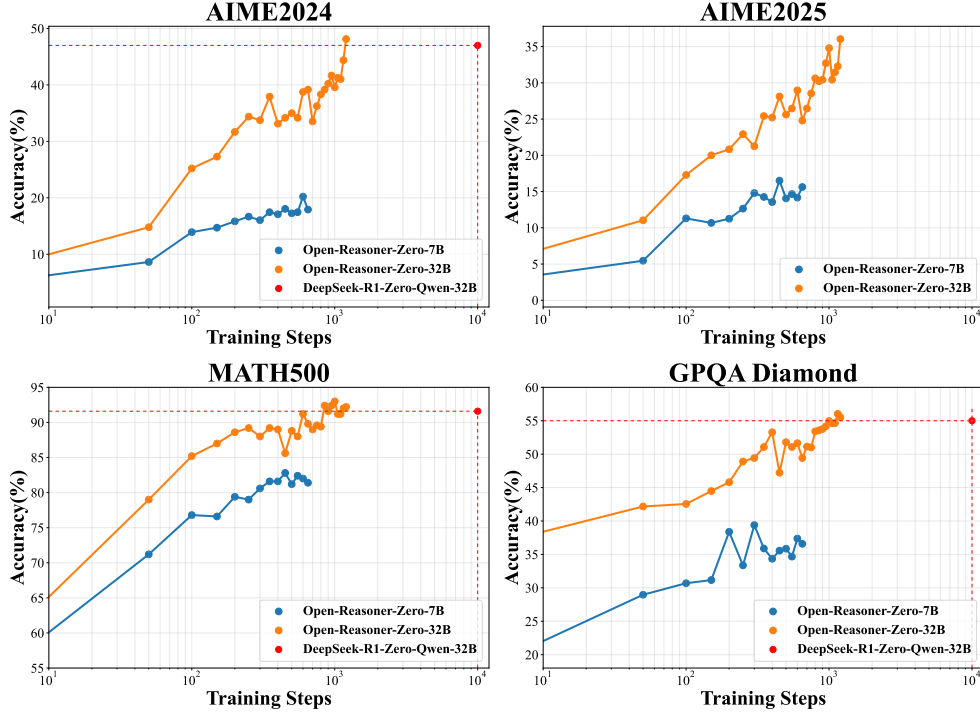 AIME2024
50
40
30
20
10
Accuracy(%)
Open-Reasoner-Zero-7B
Open-Reasoner-Zero-32B
DeepSeek-R1-Zero-Qwen-32B
10^1 10^2 10^3 10^4
Training Steps
AIME2025
35
30
25
20
15
10
5
0
Accuracy(%)
Open-Reasoner-Zero-7B
Open-Reasoner-Zero-32B
10^1 10^2 10^3 10^4
Training Steps
MATH500
95
90
85
80
75
70
65
60
55
Accuracy(%)
Open-Reasoner-Zero-7B
Open-Reasoner-Zero-32B
DeepSeek-R1-Zero-Qwen-32B
10^1 10^2 10^3 10^4
Training Steps
GPQA Diamond
60
55
50
45
40
35
30
25
20
Accuracy(%)
Open-Reasoner-Zero-7B
Open-Reasoner-Zero-32B
DeepSeek-R1-Zero-Qwen-32B
10^1 10^2 10^3 10^4
Training Steps